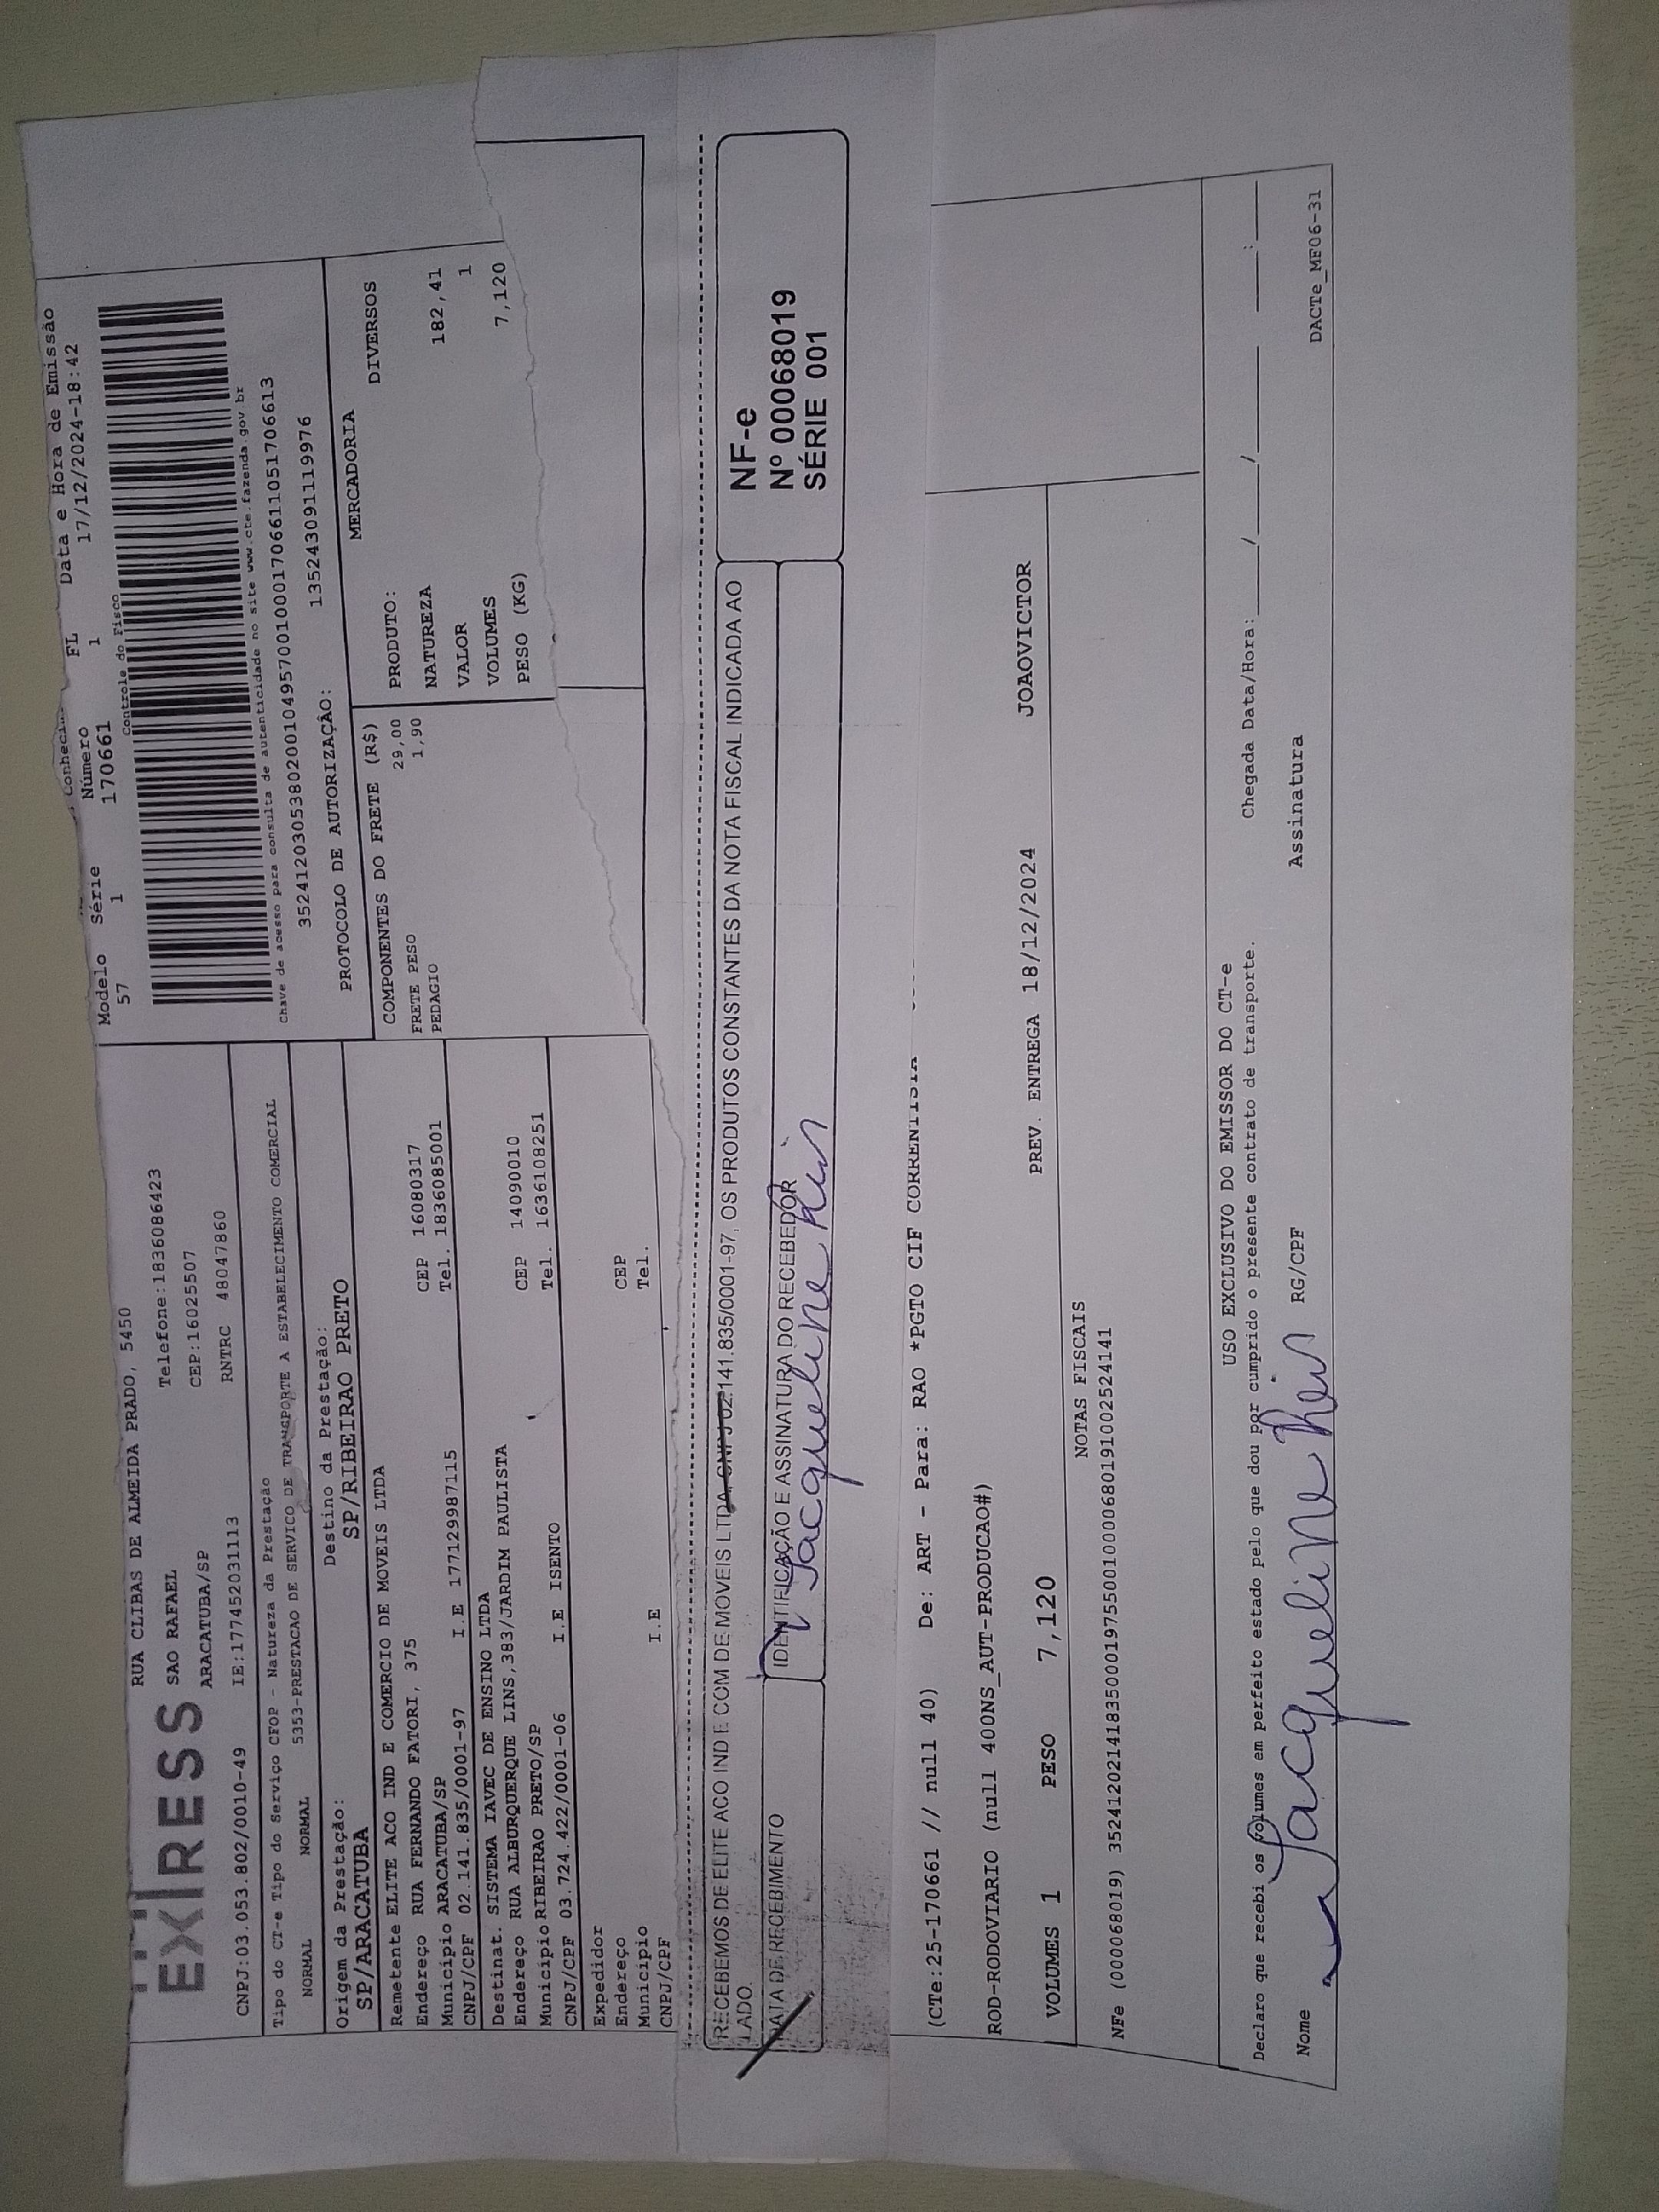 EXPRESS
RUA CLIBAS DE ALMEIDA PRADO, 5450
SAO RAFAEL Telefone:1836086423
ARACATUBA/SP CEP:16025507
CNPJ:03.053.802/0010-49 IE:177452031113 RNTRC 48047860
Tipo do CT-e Tipo do Serviço CFOP - Natureza da Prestação
NORMAL NORMAL 5353-PRESTACAO DE SERVICO DE TRANSPORTE A ESTABELECIMENTO COMERCIAL
Origem da Prestação: Destino da Prestação:
SP/ARACATUBA SP/RIBEIRAO PRETO
Remetente ELITE ACO IND E COMERCIO DE MOVEIS LTDA
Endereço RUA FERNANDO FATORI, 375 CEP 16080317
Município ARACATUBA/SP Tel. 1836085001
CNPJ/CPF 02.141.835/0001-97 I.E 177129987115
Destinat. SISTEMA IAVEC DE ENSINO LTDA
Endereço RUA ALBURQUERQUE LINS,383/JARDIM PAULISTA CEP 14090010
Município RIBEIRAO PRETO/SP Tel. 1636108251
CNPJ/CPF 03.724.422/0001-06 I.E ISENTO
Expedidor
Endereço CEP
Município Tel.
CNPJ/CPF I.E
Modelo Série Número FL Data e Hora de Emissão
57 1 170661 1 17/12/2024-18:42
Controle do Fisco
Chave de acesso para consulta de autenticidade no site www.cte.fazenda.gov.br
35241203053802001049570010001706611051706613
PROTOCOLO DE AUTORIZAÇÃO: 135243091119976
COMPONENTES DO FRETE (R$)
FRETE PESO 29,00
PEDAGIO 1,90
MERCADORIA
PRODUTO: DIVERSOS
NATUREZA
VALOR 182,41
VOLUMES 1
PESO (KG) 7,120
RECEBEMOS DE ELITE ACO IND E COM DE MOVEIS LTDA, CNPJ 02.141.835/0001-97, OS PRODUTOS CONSTANTES DA NOTA FISCAL INDICADA AO
LADO.
DATA DE RECEBIMENTO IDENTIFICAÇÃO E ASSINATURA DO RECEBEDOR
Jacqueline
NF-e
Nº 000068019
SÉRIE 001
(CTe:25-170661 // null 40) De: ART - Para: RAO *PGTO CIF CORRENTISTA
ROD-RODOVIARIO (null 400NS_AUT-PRODUCAO#)
PREV. ENTREGA 18/12/2024 JOAOVICTOR
VOLUMES 1 PESO 7,120
NOTAS FISCAIS
NFe (000068019) 35241202141835000197550010000680191002524141
USO EXCLUSIVO DO EMISSOR DO CT-e
Declaro que recebi os volumes em perfeito estado pelo que dou por cumprido o presente contrato de transporte.
Chegada Data/Hora:____/____/____ ____:____
Nome Jacqueline RG/CPF Assinatura
DACTe_MF06-31